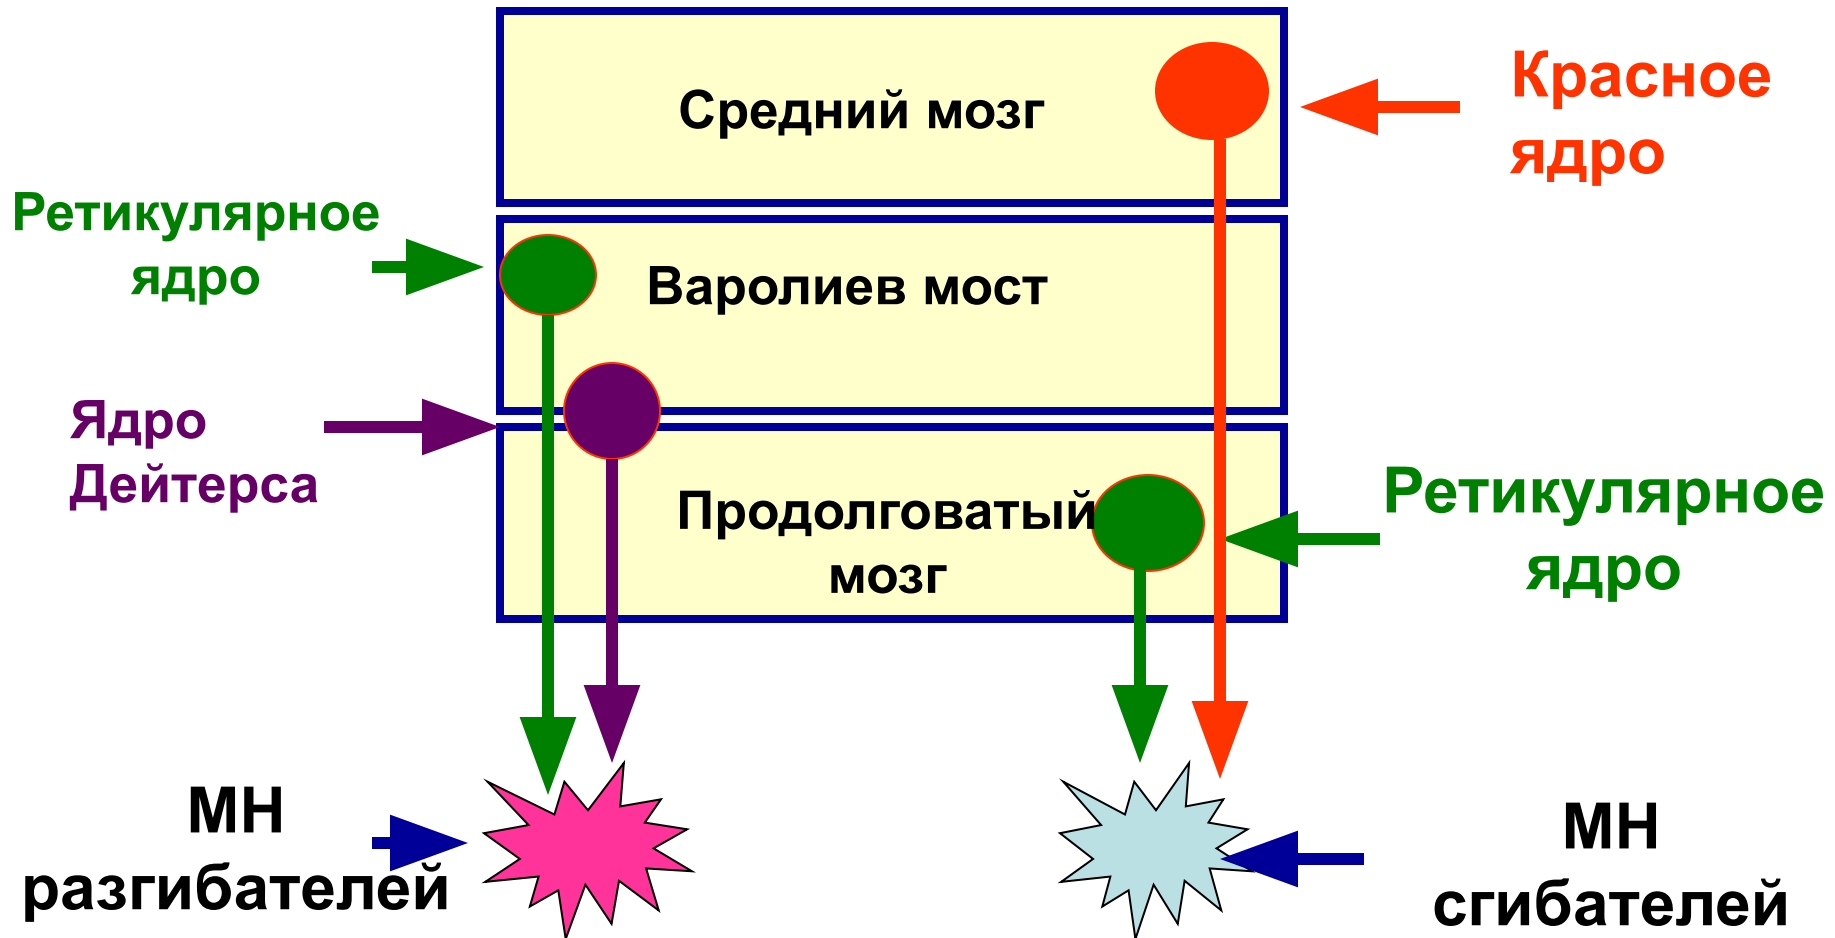 Средний мозг
Красное
ядро
Ретикулярное
ядро
Варолиев мост
Ядро
Дейтерса
Продолговатый
мозг
Ретикулярное
ядро
МН
разгибателей
МН
сгибателей